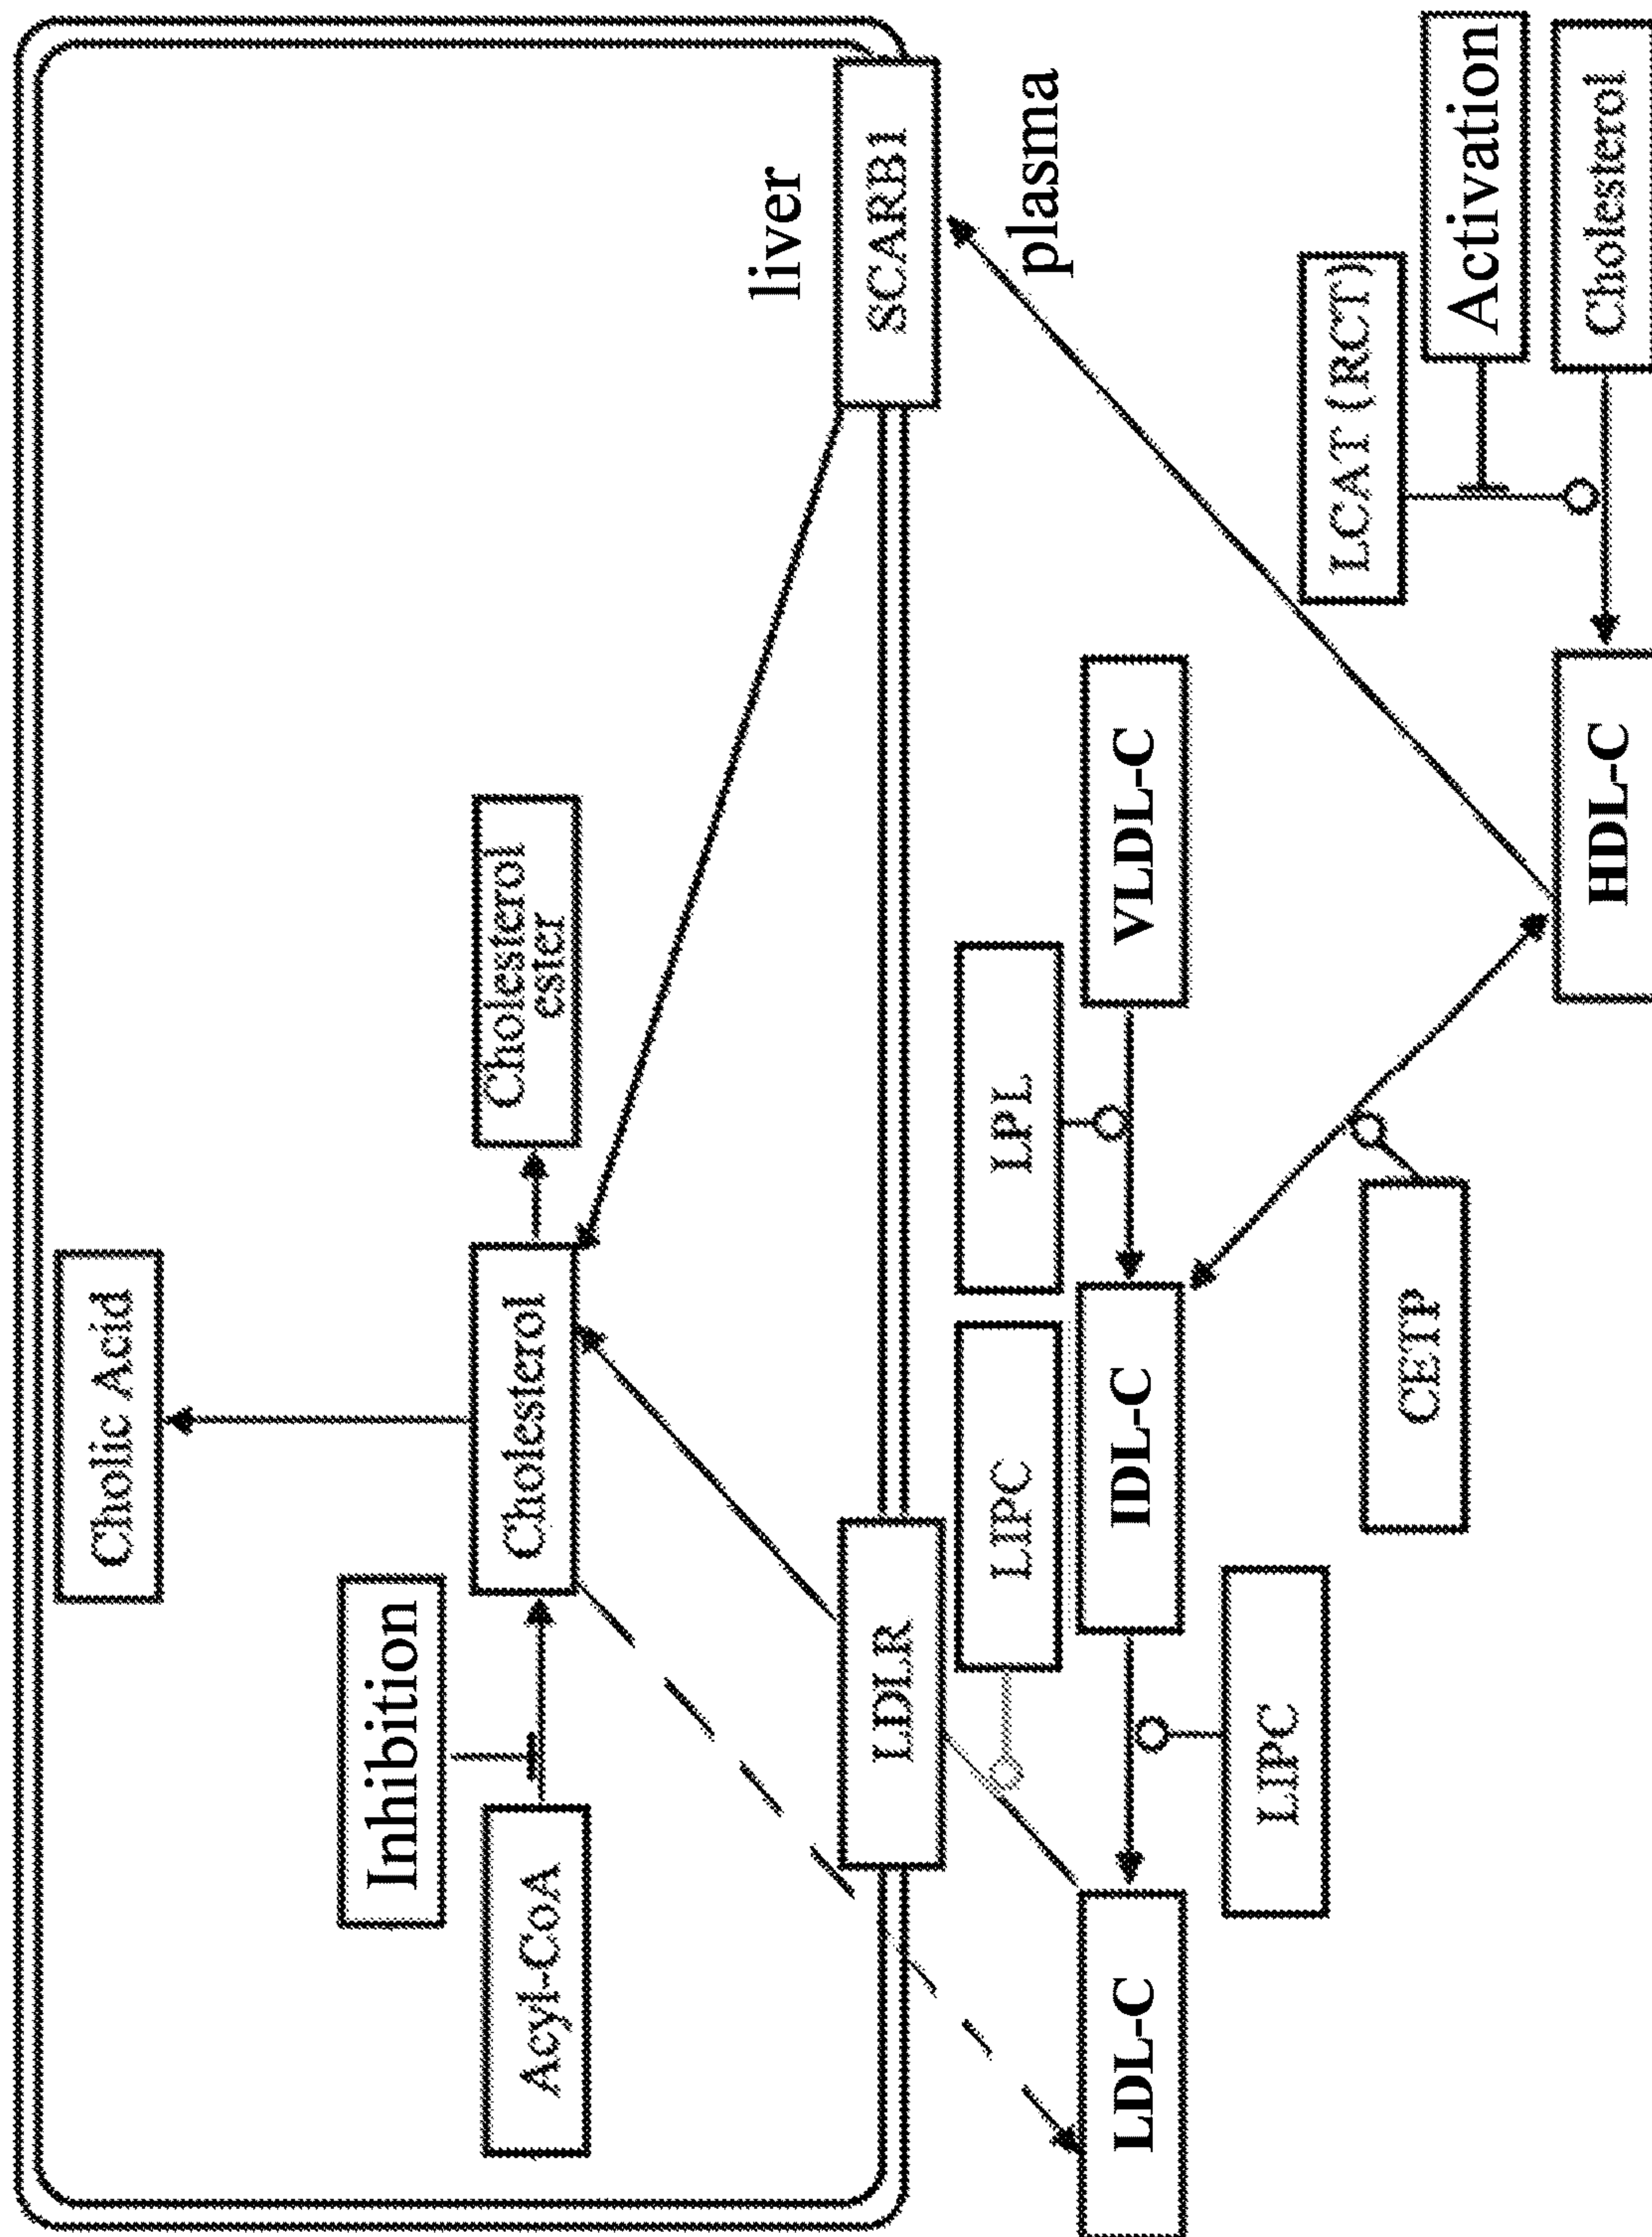 Cholic Acid
Inhibition
Acyl-CoA
Cholesterol
Cholesterol
ester
liver
LDLR
SCARB1
LIPC
LPL
plasma
LDL-C
IDL-C
VLDL-C
LIPC
LCAT (RCT)
CETP
Activation
HDL-C
Cholesterol